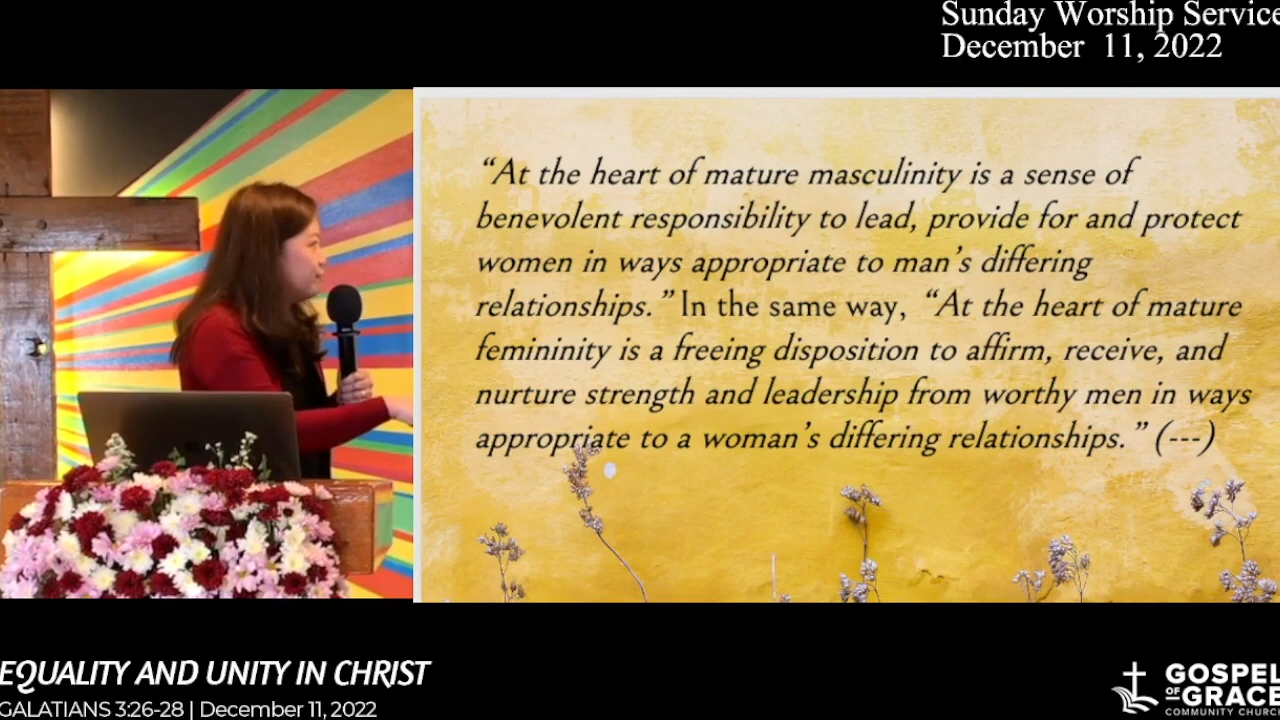 Sunday Worship Service
December 11, 2022
“At the heart of mature masculinity is a sense of
benevolent responsibility to lead, provide for and protect
women in ways appropriate to man’s differing
relationships.” In the same way, “At the heart of mature
femininity is a freeing disposition to affirm, receive, and
nurture strength and leadership from worthy men in ways
appropriate to a woman’s differing relationships.” (---)
EQUALITY AND UNITY IN CHRIST
GALATIANS 3:26-28 | December 11, 2022
GOSPEL
OF GRACE
COMMUNITY CHURCH